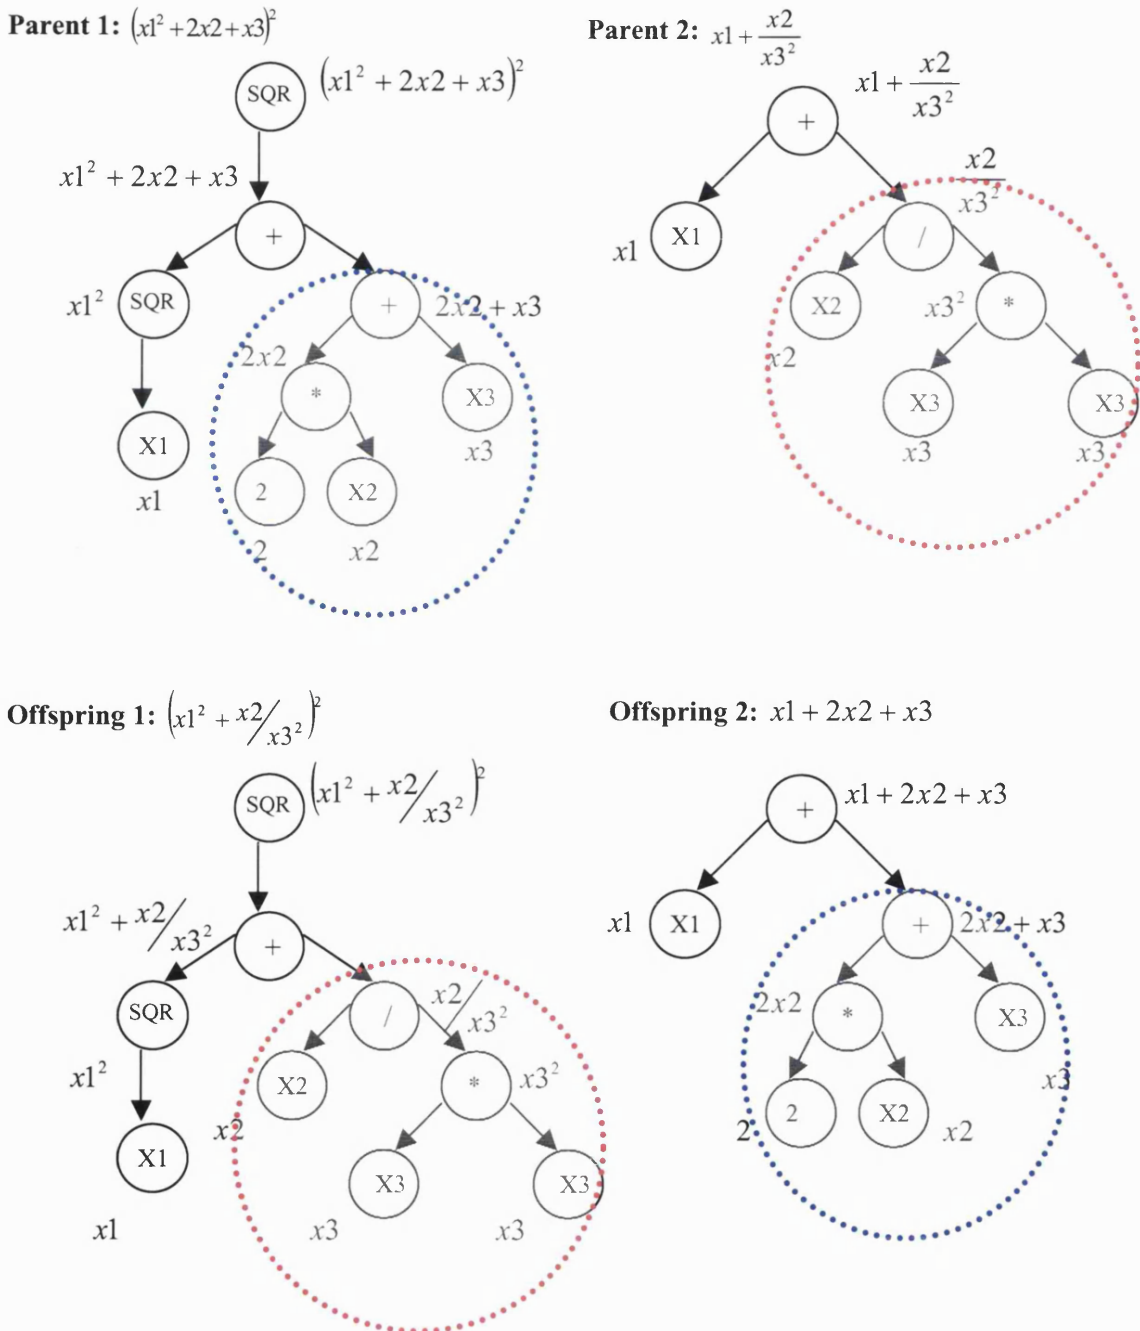 Parent 1: (x1² + 2x2 + x3)²
SQR (x1² + 2x2 + x3)²
x1² + 2x2 + x3
+
x1² SQR + 2x2 + x3
2x2
* X3
X1 x3
x1
2 X2
2 x2
Parent 2: x1 + x2/x3²
x1 + x2/x3²
+
x2/x3²
x1 X1 /
X2 x3² *
x2
X3 X3
x3 x3
Offspring 1: (x1² + x2/x3²)²
SQR (x1² + x2/x3²)²
x1² + x2/x3²
+
SQR / x2/x3²
x1² X2 * x3²
x2
X1 X3 X3
x1 x3 x3
Offspring 2: x1 + 2x2 + x3
+ x1 + 2x2 + x3
x1 X1 + 2x2 + x3
2x2 * X3
x3
2 2 X2 x2